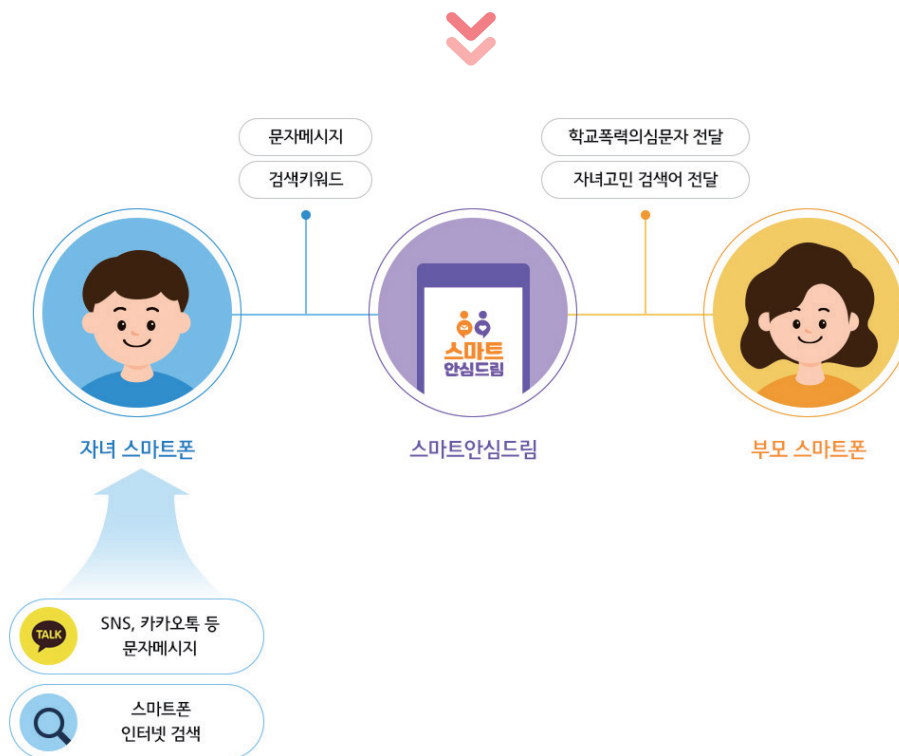 문자메시지
검색키워드
학교폭력의심문자 전달
자녀고민 검색어 전달
스마트
안심드림
자녀 스마트폰
스마트안심드림
부모 스마트폰
TALK
SNS, 카카오톡 등
문자메시지
스마트폰
인터넷 검색